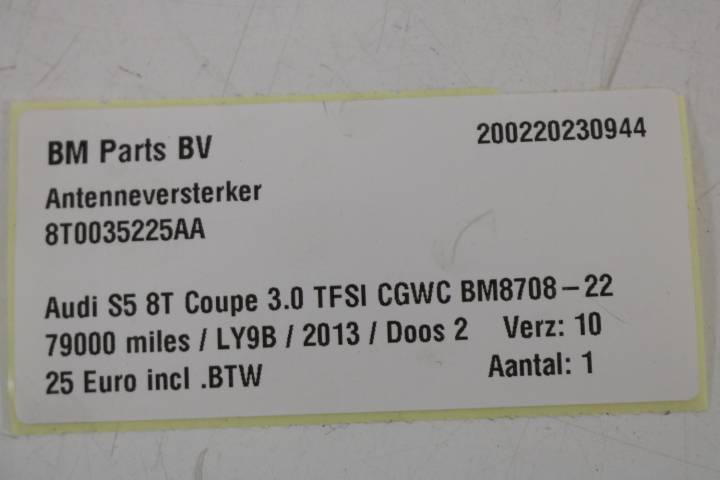 BM Parts BV 200220230944
Antenneversterker
8T0035225AA
Audi S5 8T Coupe 3.0 TFSI CGWC BM8708-22
79000 miles / LY9B / 2013 / Doos 2 Verz: 10
25 Euro incl .BTW Aantal: 1